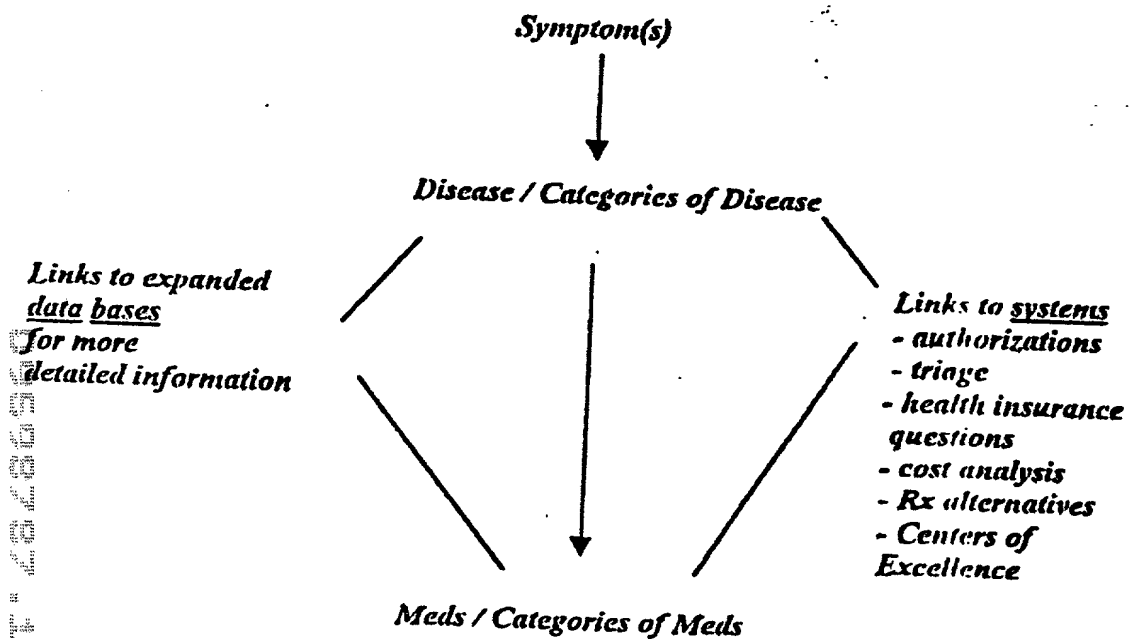 Symptom(s)
Disease / Categories of Disease
Links to expanded
data bases
for more
detailed information
Links to systems
- authorizations
- triage
- health insurance
questions
- cost analysis
- Rx alternatives
- Centers of
Excellence
Meds / Categories of Meds